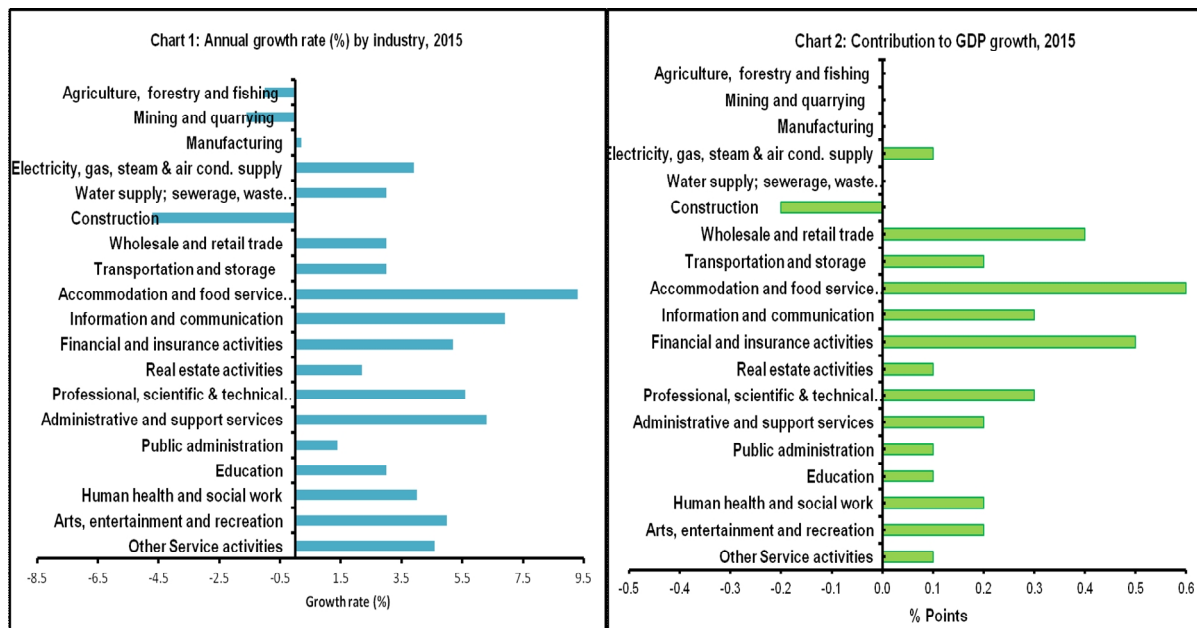 Chart 1: Annual growth rate (%) by industry, 2015
Agriculture, forestry and fishing
Mining and quarrying
Manufacturing
Electricity, gas, steam & air cond. supply
Water supply; sewerage, waste..
Construction
Wholesale and retail trade
Transportation and storage
Accommodation and food service..
Information and communication
Financial and insurance activities
Real estate activities
Professional, scientific & technical..
Administrative and support services
Public administration
Education
Human health and social work
Arts, entertainment and recreation
Other Service activities
-8.5 -6.5 -4.5 -2.5 -0.5 1.5 3.5 5.5 7.5 9.5
Growth rate (%)
Chart 2: Contribution to GDP growth, 2015
Agriculture, forestry and fishing
Mining and quarrying
Manufacturing
Electricity, gas, steam & air cond. supply
Water supply; sewerage, waste..
Construction
Wholesale and retail trade
Transportation and storage
Accommodation and food service..
Information and communication
Financial and insurance activities
Real estate activities
Professional, scientific & technical..
Administrative and support services
Public administration
Education
Human health and social work
Arts, entertainment and recreation
Other Service activities
-0.5 -0.4 -0.3 -0.2 -0.1 0.0 0.1 0.2 0.3 0.4 0.5 0.6
% Points